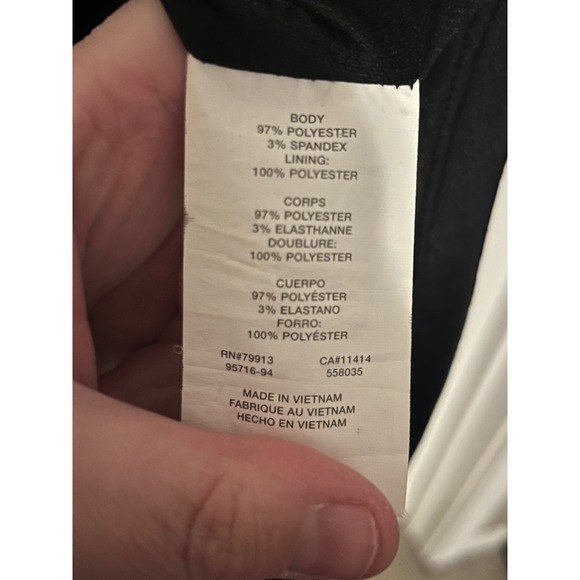 BODY
97% POLYESTER
3% SPANDEX
LINING:
100% POLYESTER
CORPS
97% POLYESTER
3% ELASTHANNE
DOUBLURE:
100% POLYESTER
CUERPO
97% POLYÉSTER
3% ELASTANO
FORRO:
100% POLYÉSTER
RN#79913 CA#11414
95716-94 558035
MADE IN VIETNAM
FABRIQUE AU VIETNAM
HECHO EN VIETNAM